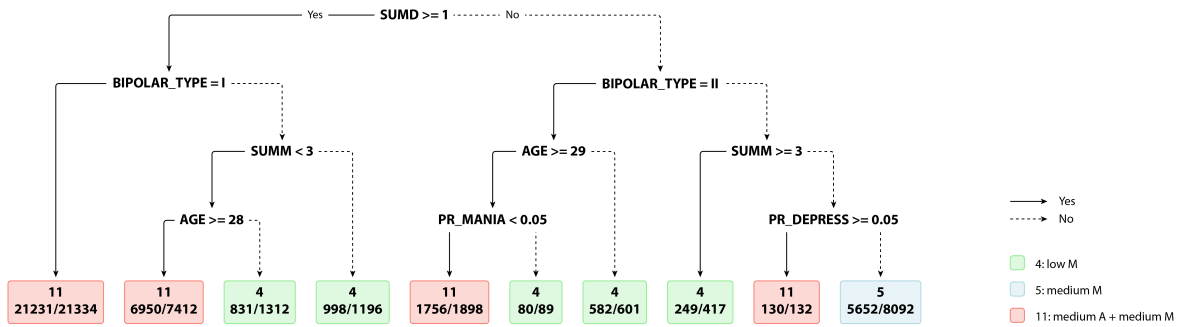 Yes
SUMD >= 1
No
BIPOLAR_TYPE = I
BIPOLAR_TYPE = II
SUMM < 3
AGE >= 29
SUMM >= 3
AGE >= 28
PR_MANIA < 0.05
PR_DEPRESS >= 0.05
Yes
No
11
21231/21334
11
6950/7412
4
831/1312
4
998/1196
11
1756/1898
4
80/89
4
582/601
4
249/417
11
130/132
5
5652/8092
4: low M
5: medium M
11: medium A + medium M